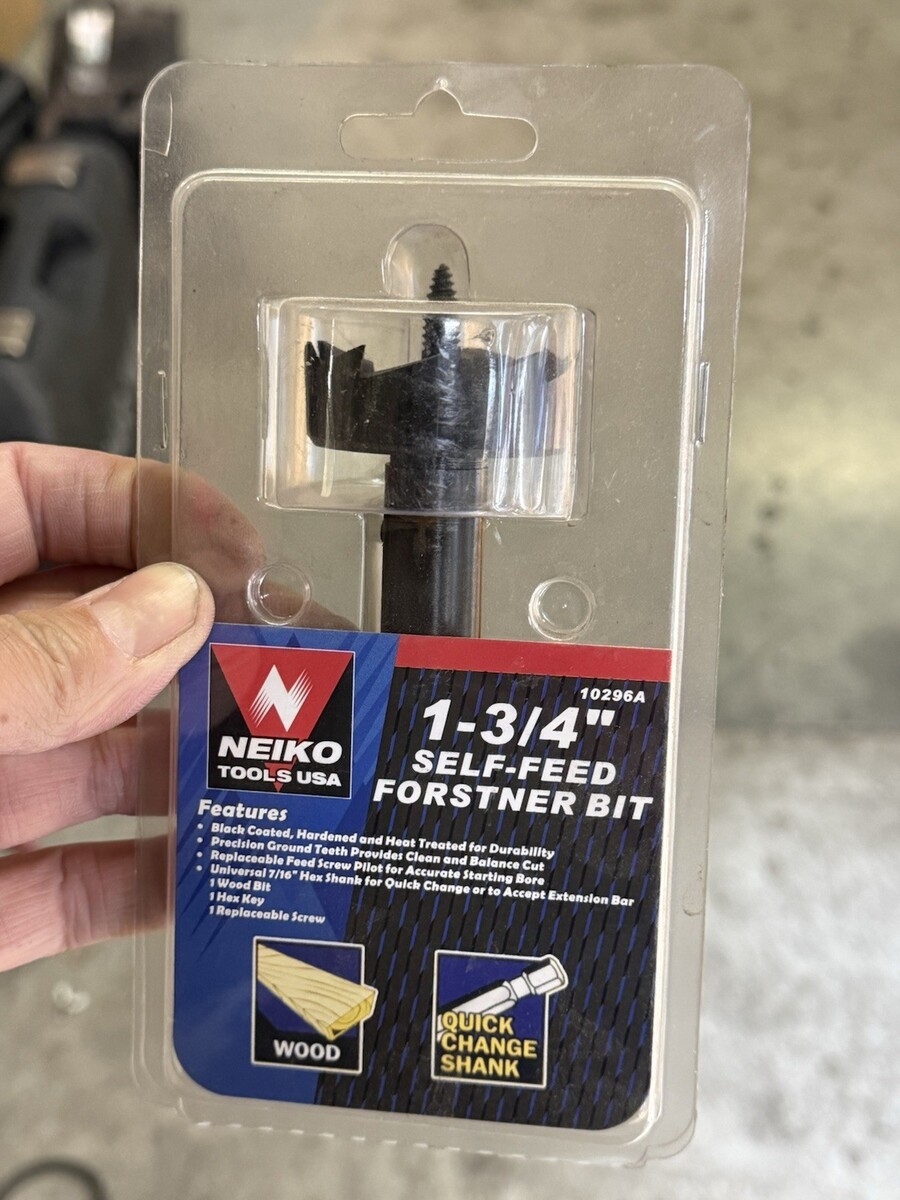 10296A
1-3/4"
SELF-FEED
FORSTNER BIT
NEIKO
TOOLS USA
Features
• Black Coated, Hardened and Heat Treated for Durability
• Precision Ground Teeth Provides Clean and Balance Cut
• Replaceable Feed Screw Pilot for Accurate Starting Bore
• Universal 7/16" Hex Shank for Quick Change or to Accept Extension Bar
1 Wood Bit
1 Hex Key
1 Replaceable Screw
WOOD
QUICK
CHANGE
SHANK